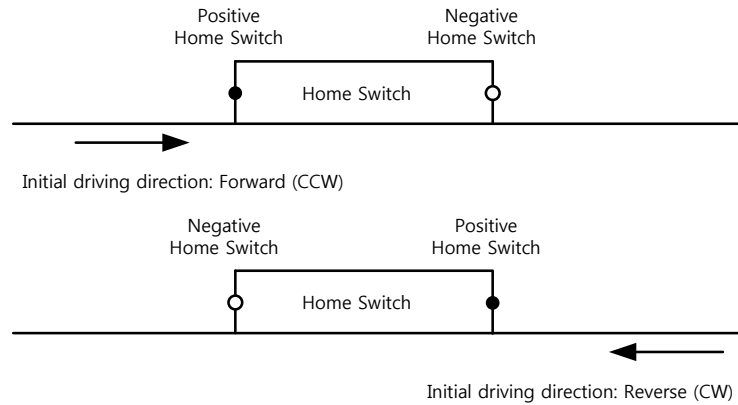 Positive
Home Switch
Negative
Home Switch
Home Switch
Initial driving direction: Forward (CCW)
Negative
Home Switch
Positive
Home Switch
Home Switch
Initial driving direction: Reverse (CW)